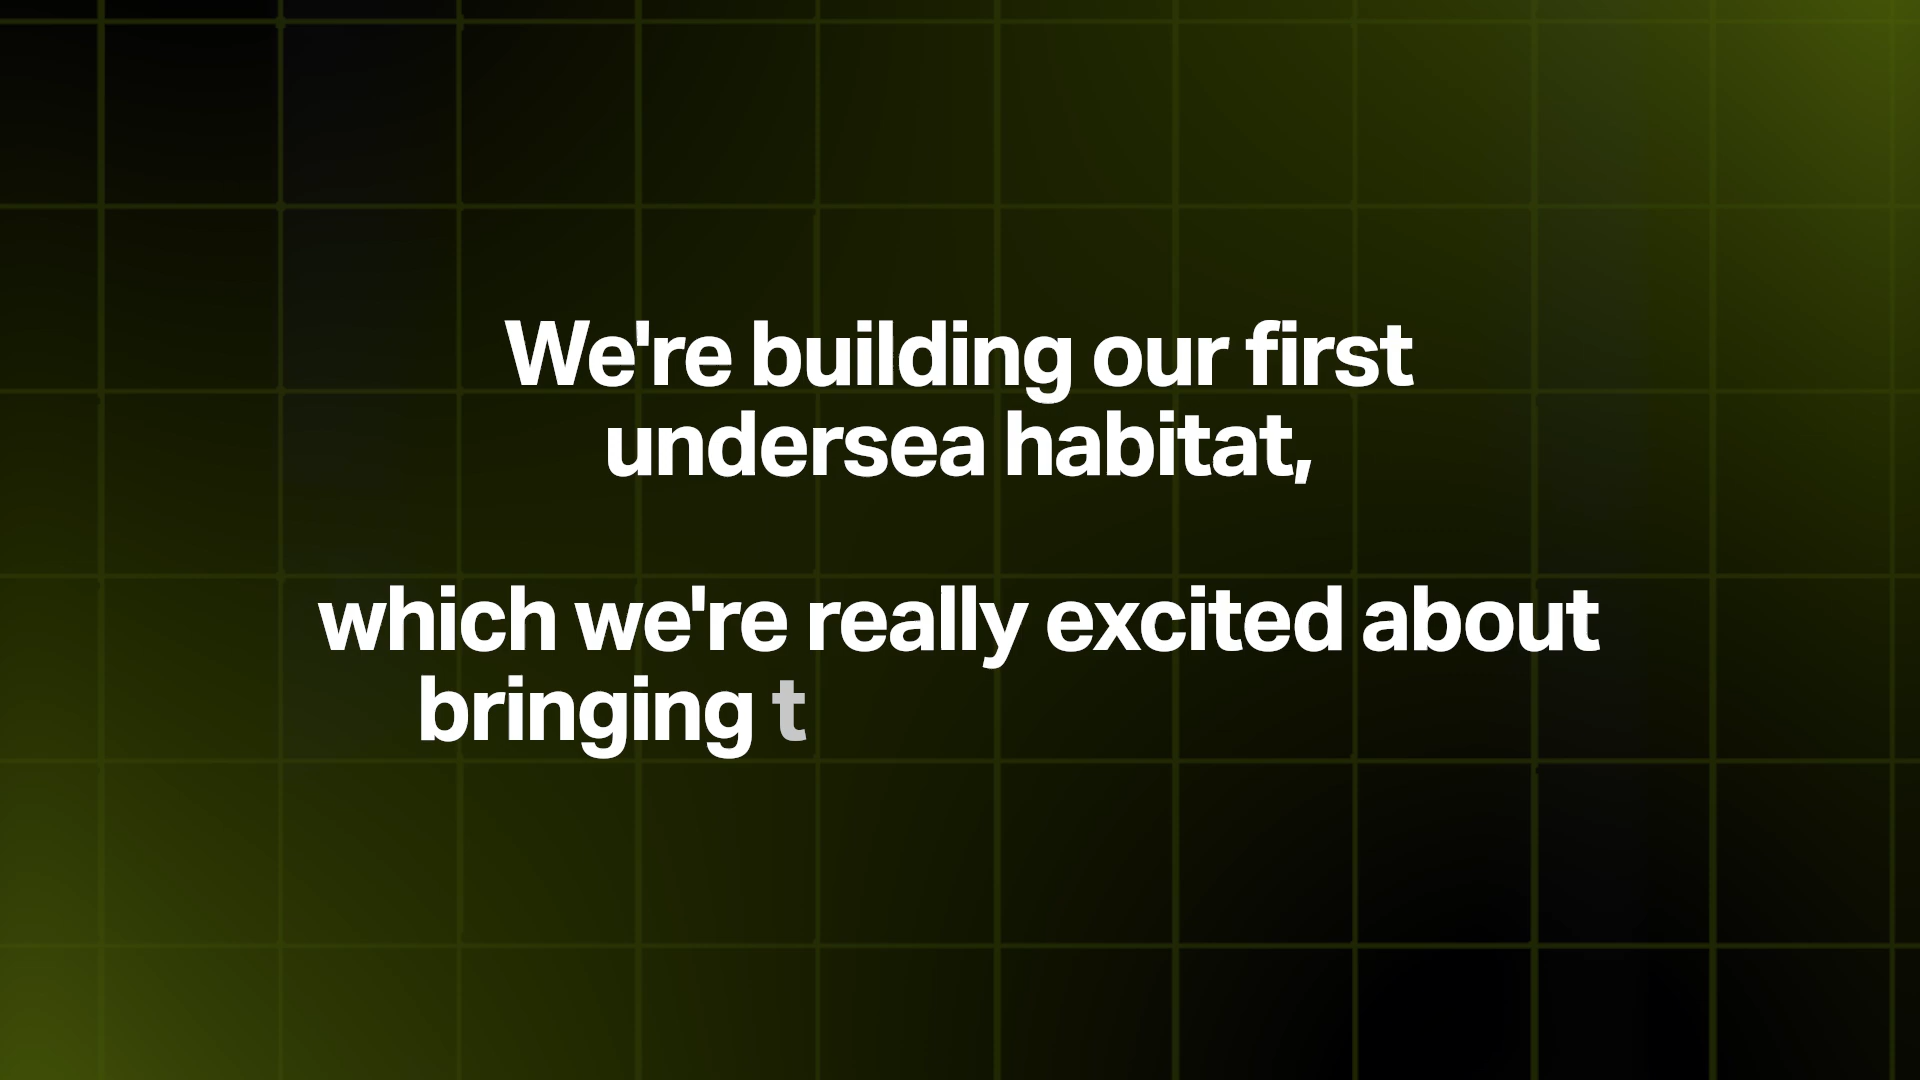 We're building our first
undersea habitat,
which we're really excited about
bringing t